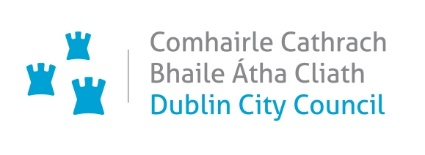 Comhairle Cathrach
Bhaile Átha Cliath
Dublin City Council